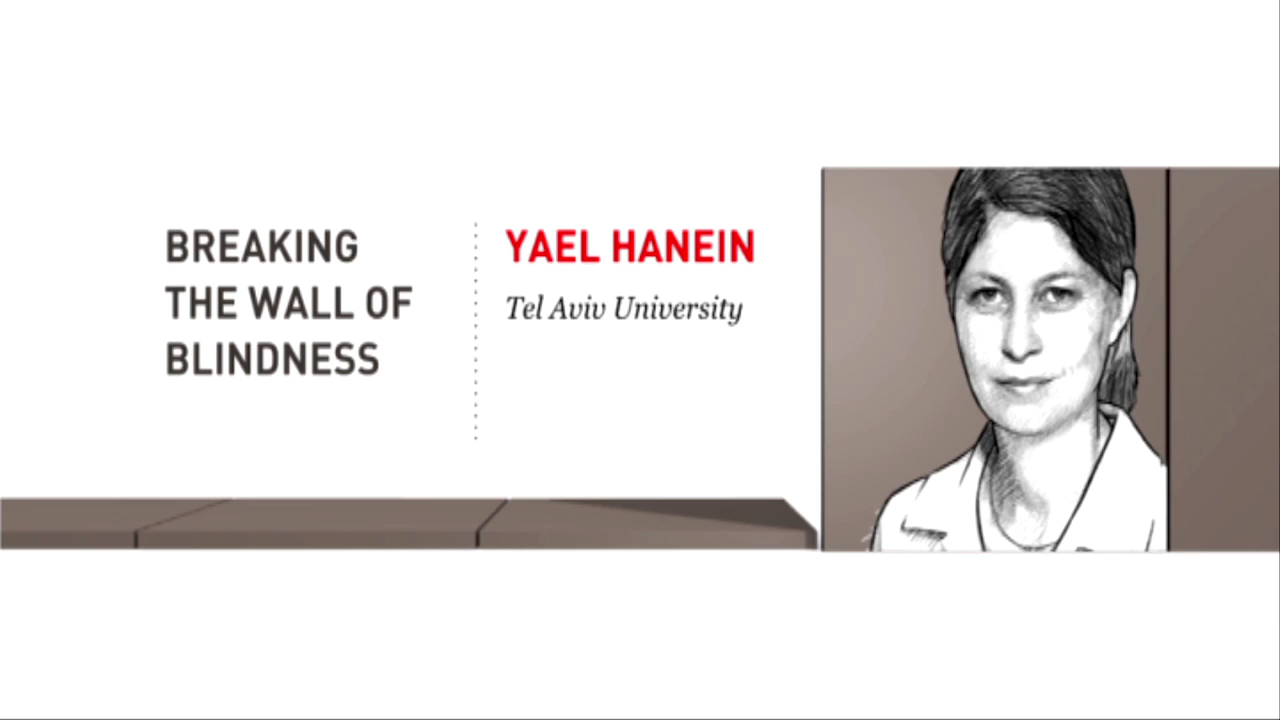 BREAKING
THE WALL OF
BLINDNESS
YAEL HANEIN
Tel Aviv University